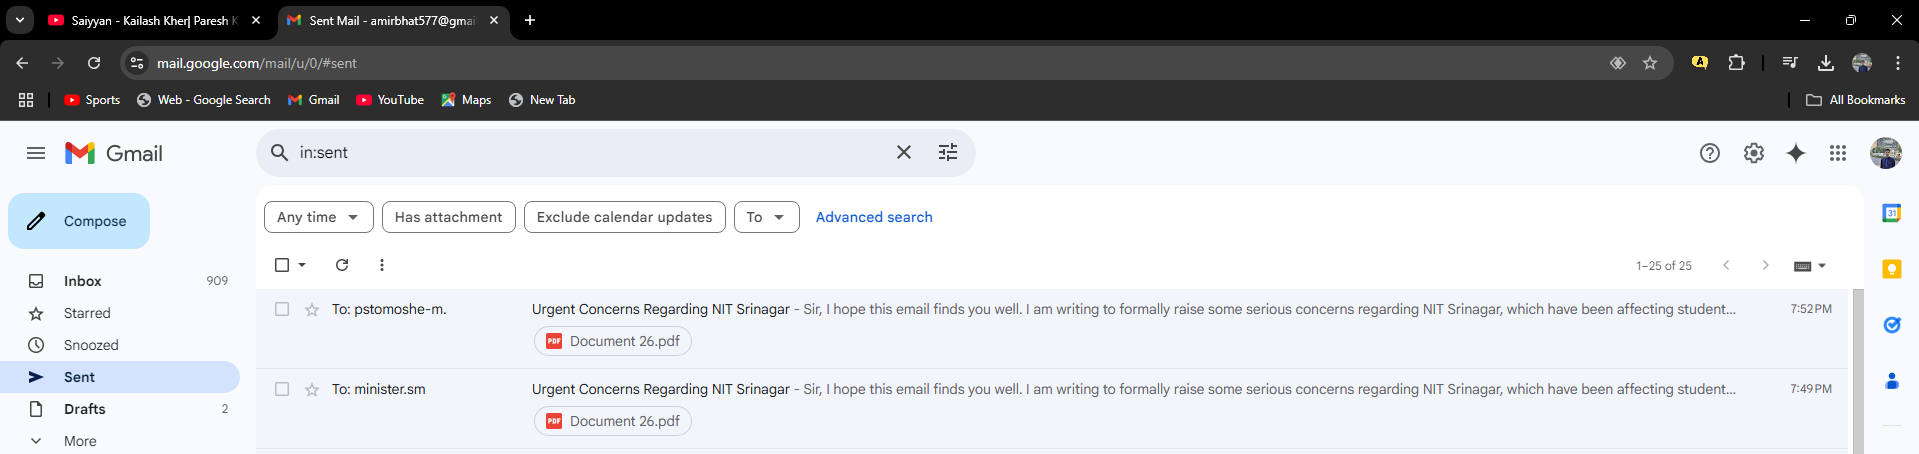 Saiyyan - Kailash Kher| Paresh K
Sent Mail - amirbhat577@gmai
mail.google.com/mail/u/0/#sent
A
Sports
Web - Google Search
Gmail
YouTube
Maps
New Tab
All Bookmarks
Gmail
in:sent
Compose
Any time
Has attachment
Exclude calendar updates
To
Advanced search
31
Inbox 909
1–25 of 25
Starred
To: pstomoshe-m. Urgent Concerns Regarding NIT Srinagar - Sir, I hope this email finds you well. I am writing to formally raise some serious concerns regarding NIT Srinagar, which have been affecting student... 7:52 PM
Snoozed
PDF Document 26.pdf
Sent
To: minister.sm Urgent Concerns Regarding NIT Srinagar - Sir, I hope this email finds you well. I am writing to formally raise some serious concerns regarding NIT Srinagar, which have been affecting student... 7:49 PM
Drafts 2
PDF Document 26.pdf
More